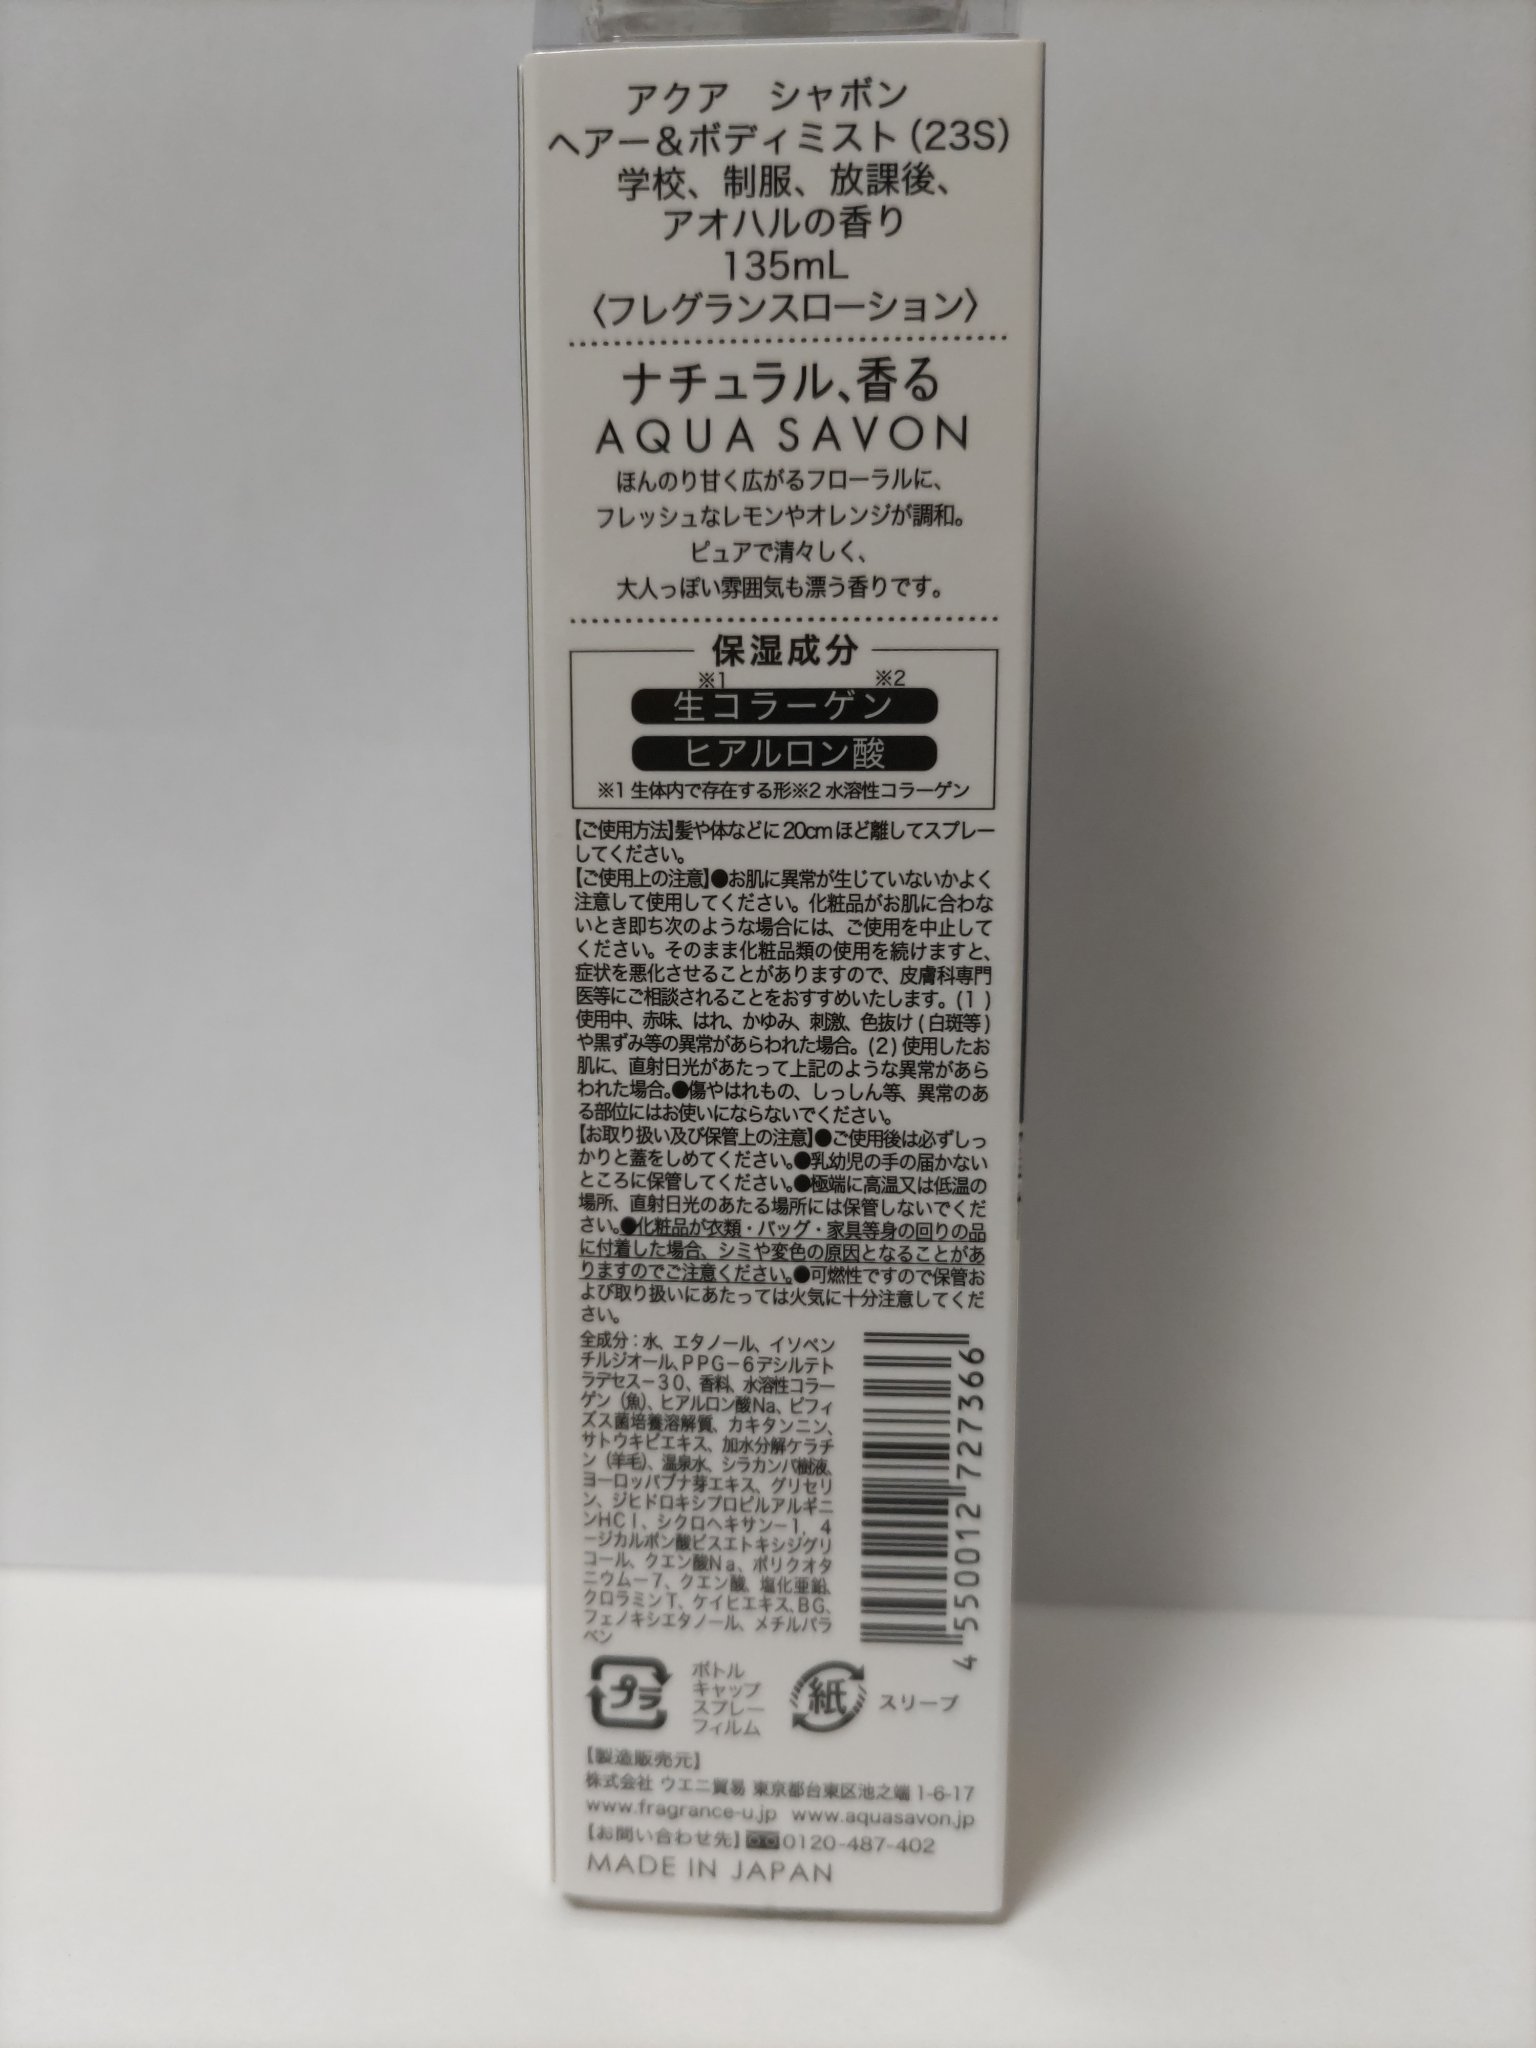 アクア　シャボン
ヘアー＆ボディミスト（23S）
学校、制服、放課後、
アオハルの香り
135mL
〈フレグランスローション〉
ナチュラル、香る
AQUA SAVON
ほんのり甘く広がるフローラルに、
フレッシュなレモンやオレンジが調和。
ピュアで清々しく、
大人っぽい雰囲気も漂う香りです。
保湿成分
※1 ※2
生コラーゲン
ヒアルロン酸
※1 生体内で存在する形※2 水溶性コラーゲン
【ご使用方法】髪や体などに20cmほど離してスプレー
してください。
【ご使用上の注意】●お肌に異常が生じていないかよく
注意して使用してください。化粧品がお肌に合わな
いとき即ち次のような場合には、ご使用を中止して
ください。そのまま化粧品類の使用を続けますと、
症状を悪化させることがありますので、皮膚科専門
医等にご相談されることをおすすめいたします。(1)
使用中、赤味、はれ、かゆみ、刺激、色抜け(白斑等)
や黒ずみ等の異常があらわれた場合。(2)使用したお
肌に、直射日光があたって上記のような異常があら
われた場合。●傷やはれもの、しっしん等、異常のあ
る部位にはお使いにならないでください。
【お取り扱い及び保管上の注意】●ご使用後は必ずしっ
かりと蓋をしめてください。●乳幼児の手の届かない
ところに保管してください。●極端に高温又は低温の
場所、直射日光のあたる場所には保管しないでくだ
さい。●化粧品が衣類・バッグ・家具等身の回りの品
に付着した場合、シミや変色の原因となることがあ
りますのでご注意ください。●可燃性ですので保管お
よび取り扱いにあたっては火気に十分注意してくだ
さい。
全成分：水、エタノール、イソペン
チルジオール、PPG－6デシルテト
ラデセス－30、香料、水溶性コラー
ゲン（魚）、ヒアルロン酸Na、ビフィ
ズス菌培養溶解質、カキタンニン、
サトウキビエキス、加水分解ケラチ
ン（羊毛）、温泉水、シラカンバ樹液、
ヨーロッパブナ芽エキス、グリセリ
ン、ジヒドロキシプロピルアルギニ
ンHCl、シクロヘキサン－1，4
－ジカルボン酸ビスエトキシジグリ
コール、クエン酸Na、ポリクオタ
ニウム－7、クエン酸、塩化亜鉛、
クロラミンT、ケイヒエキス、BG、
フェノキシエタノール、メチルパラ
ベン
4 550012 727366
プラ
ボトル
キャップ
スプレー
フィルム
紙
スリーブ
【製造販売元】
株式会社 ウエニ貿易 東京都台東区池之端1-6-17
www.fragrance-u.jp www.aquasavon.jp
【お問い合わせ先】0120-487-402
MADE IN JAPAN